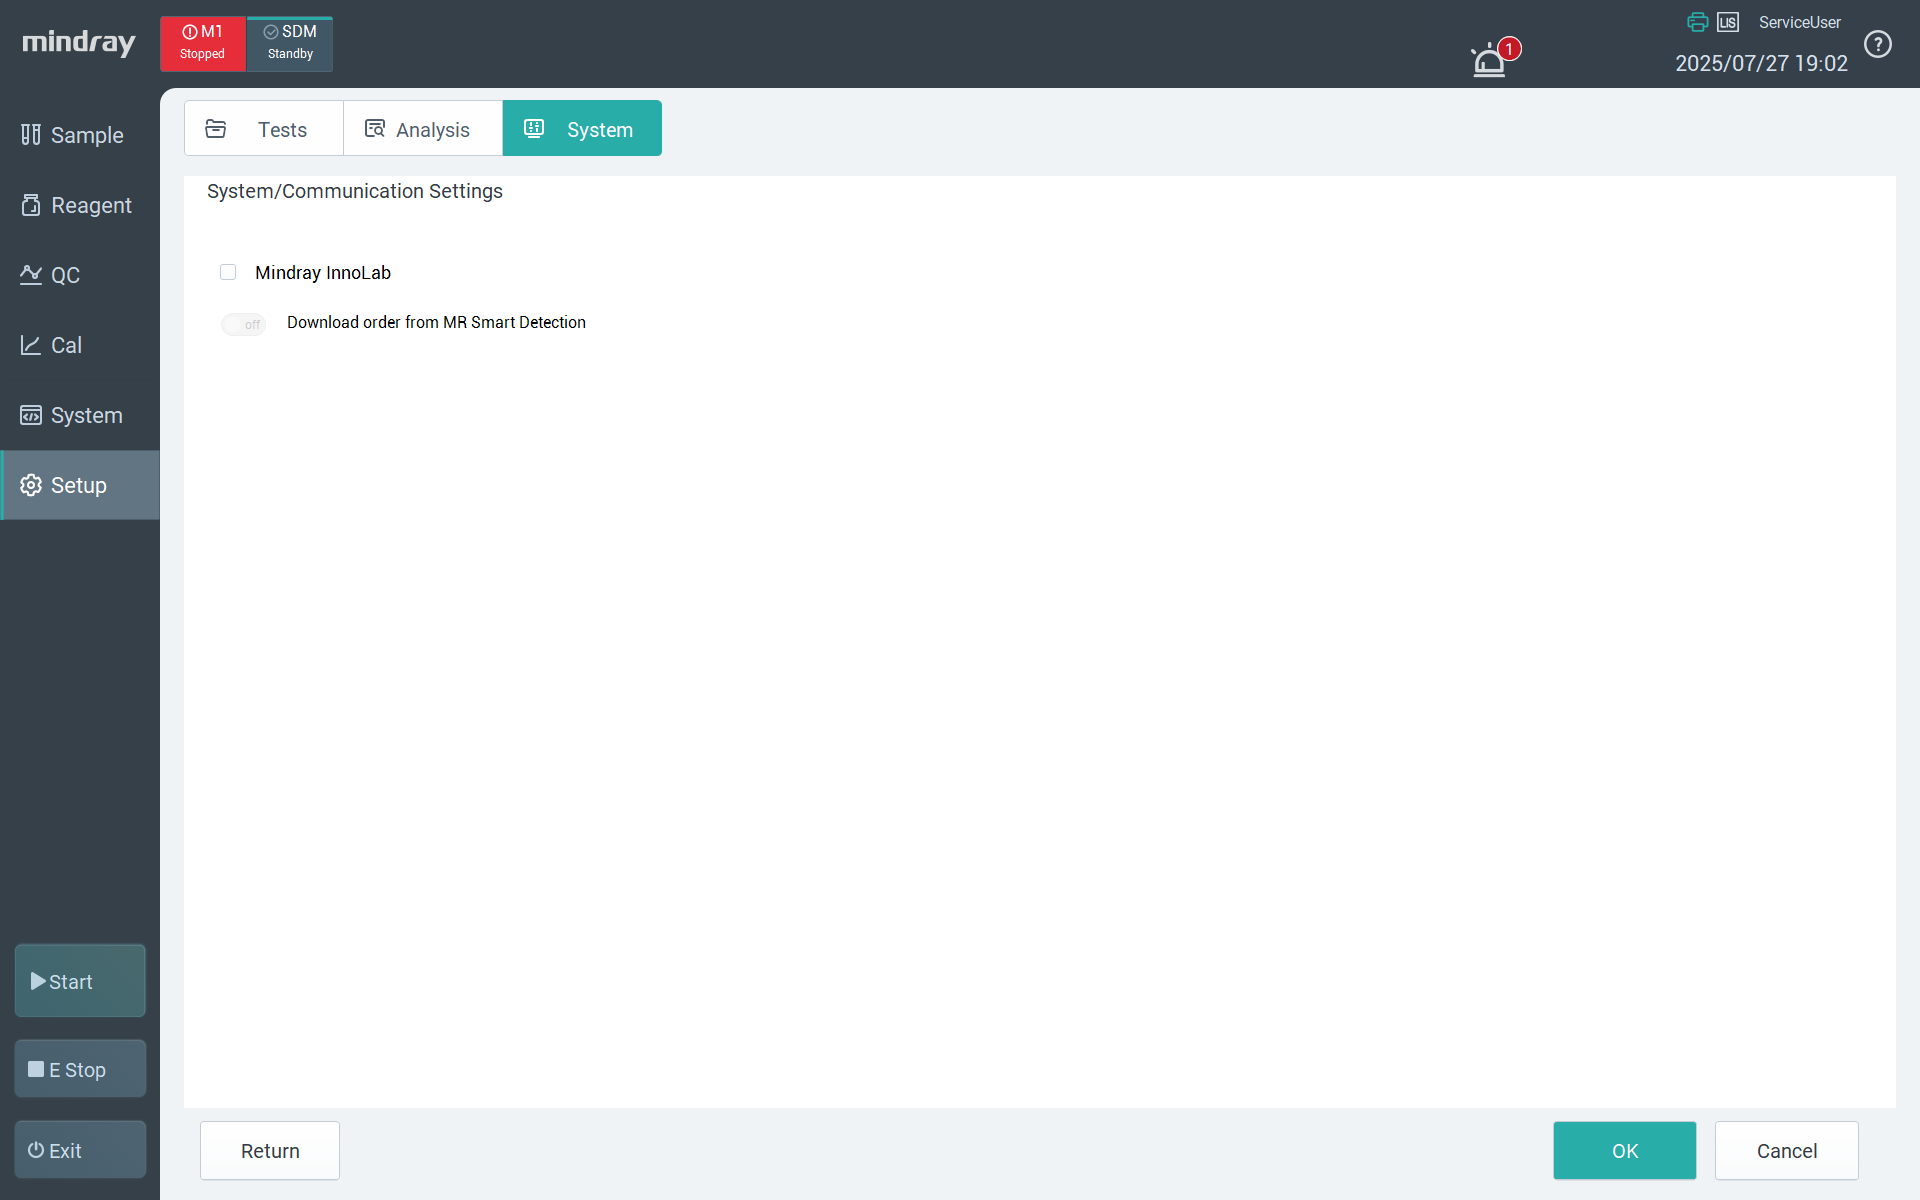 mindray
M1
Stopped
SDM
Standby
1
LIS
ServiceUser
2025/07/27 19:02
?
Sample
Reagent
QC
Cal
System
Setup
Start
E Stop
Exit
Tests
Analysis
System
System/Communication Settings
Mindray InnoLab
off
Download order from MR Smart Detection
Return
OK
Cancel